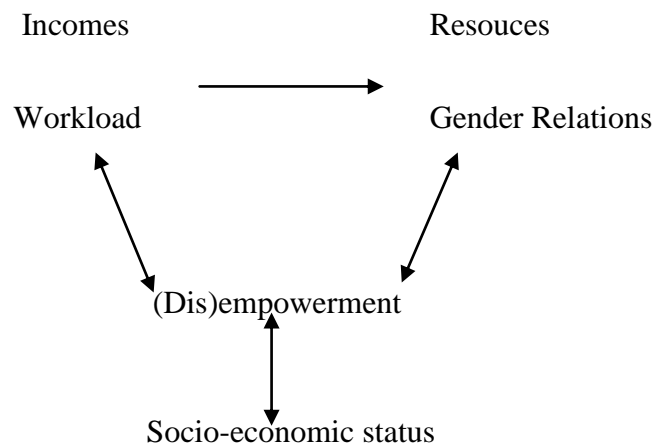 Incomes Resouces
Workload Gender Relations
(Dis)empowerment
Socio-economic status